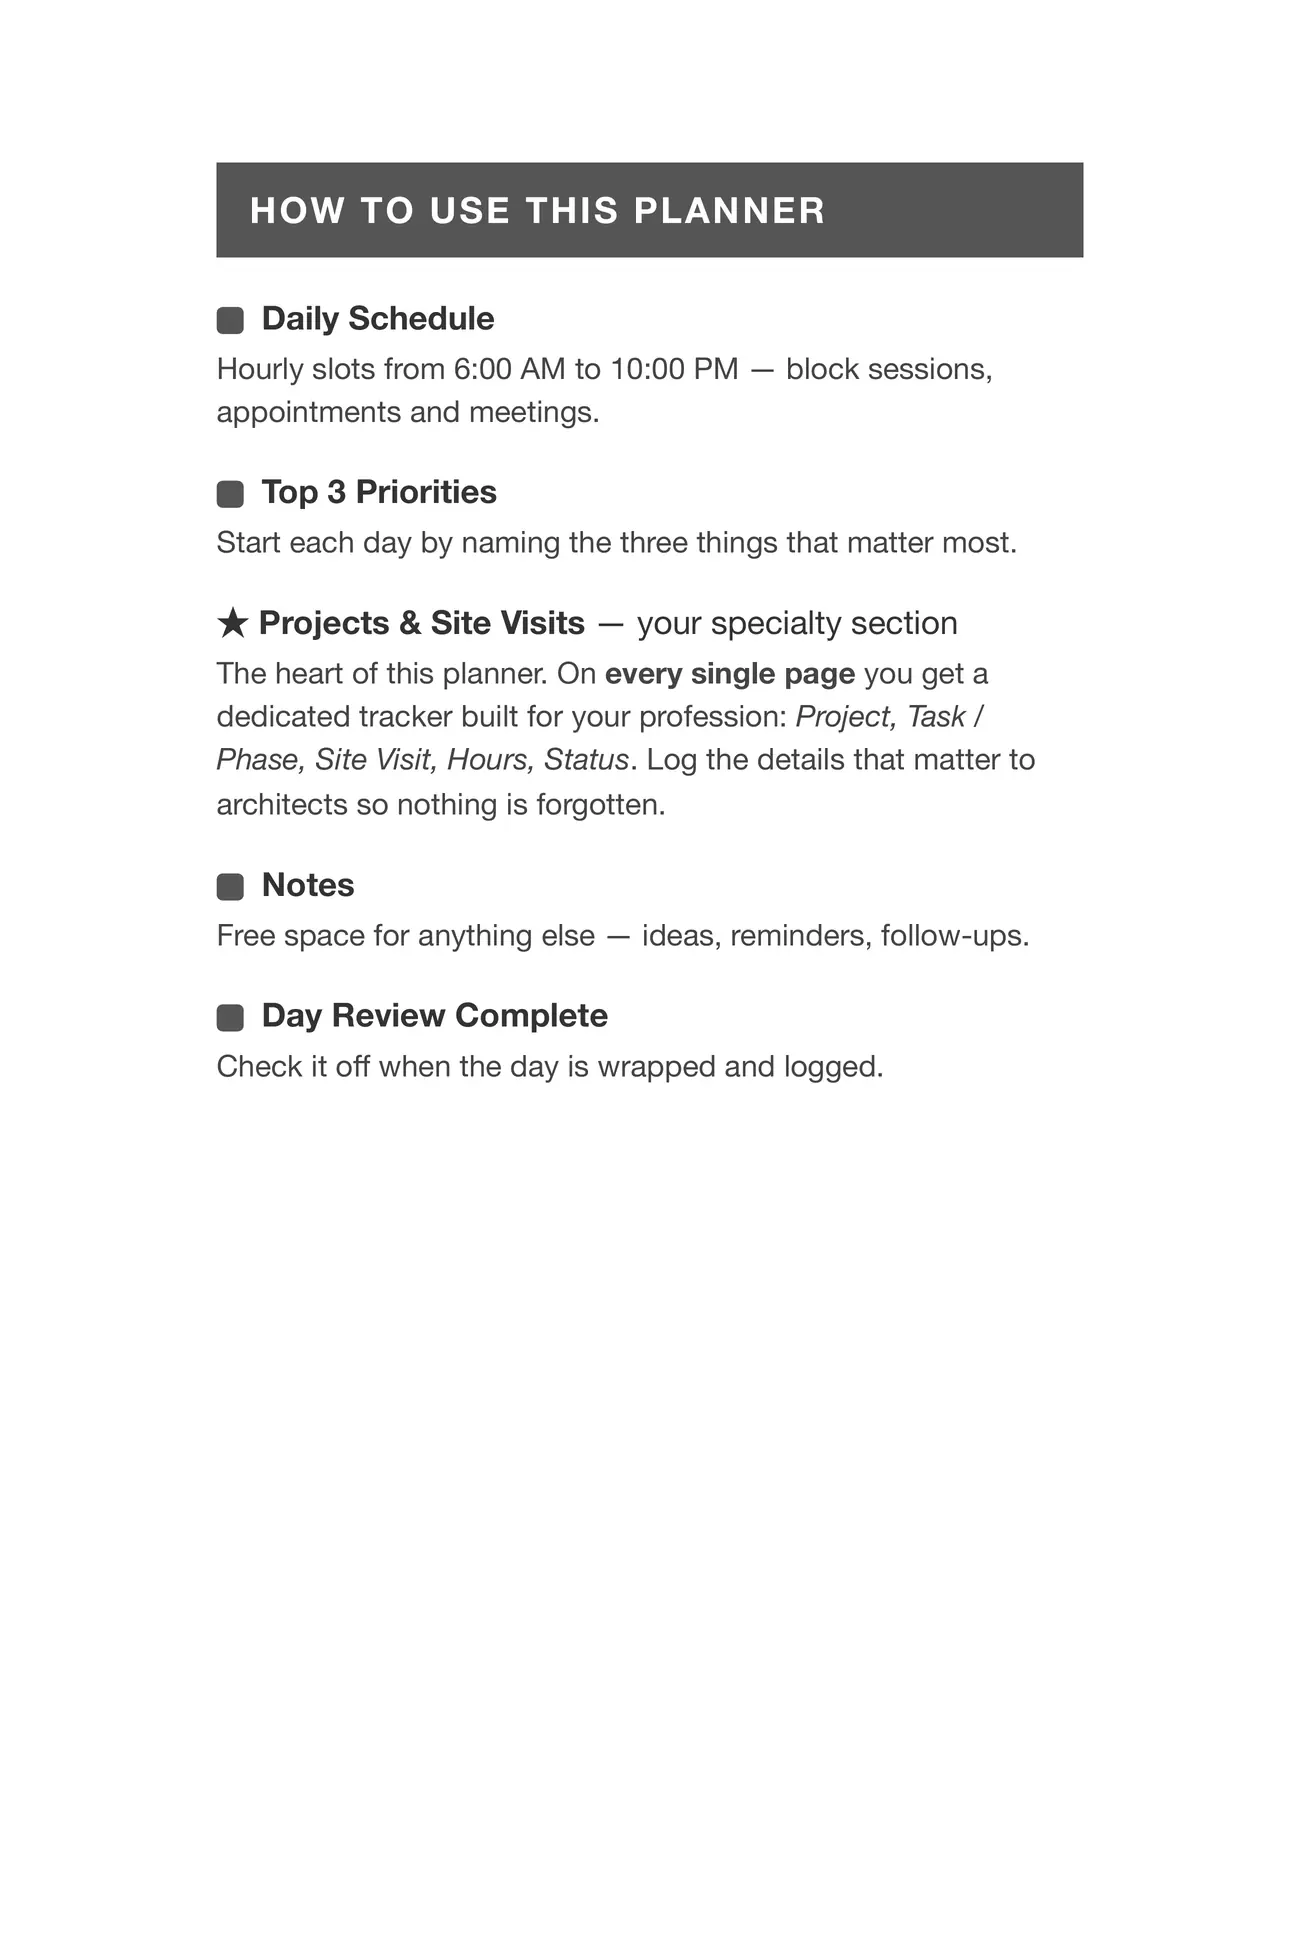 HOW TO USE THIS PLANNER
Daily Schedule
Hourly slots from 6:00 AM to 10:00 PM — block sessions,
appointments and meetings.
Top 3 Priorities
Start each day by naming the three things that matter most.
★ Projects & Site Visits — your specialty section
The heart of this planner. On every single page you get a
dedicated tracker built for your profession: Project, Task /
Phase, Site Visit, Hours, Status. Log the details that matter to
architects so nothing is forgotten.
Notes
Free space for anything else — ideas, reminders, follow-ups.
Day Review Complete
Check it off when the day is wrapped and logged.